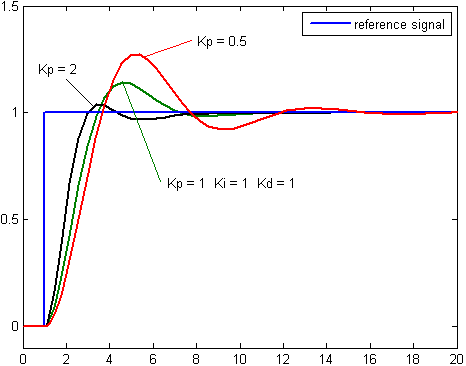 1.5
reference signal
Kp = 0.5
Kp = 2
1
Kp = 1 Ki = 1 Kd = 1
0.5
0
0 2 4 6 8 10 12 14 16 18 20